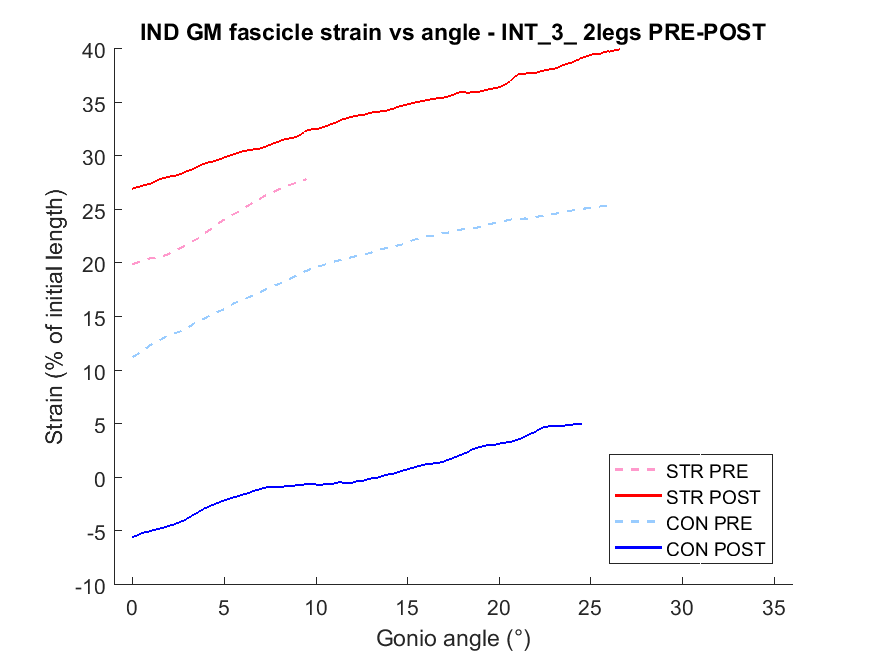 IND GM fascicle strain vs angle - INT_3_ 2legs PRE-POST
40
35
30
25
20
15
10
5
0
-5
-10
Strain (% of initial length)
0 5 10 15 20 25 30 35
Gonio angle (°)
STR PRE
STR POST
CON PRE
CON POST